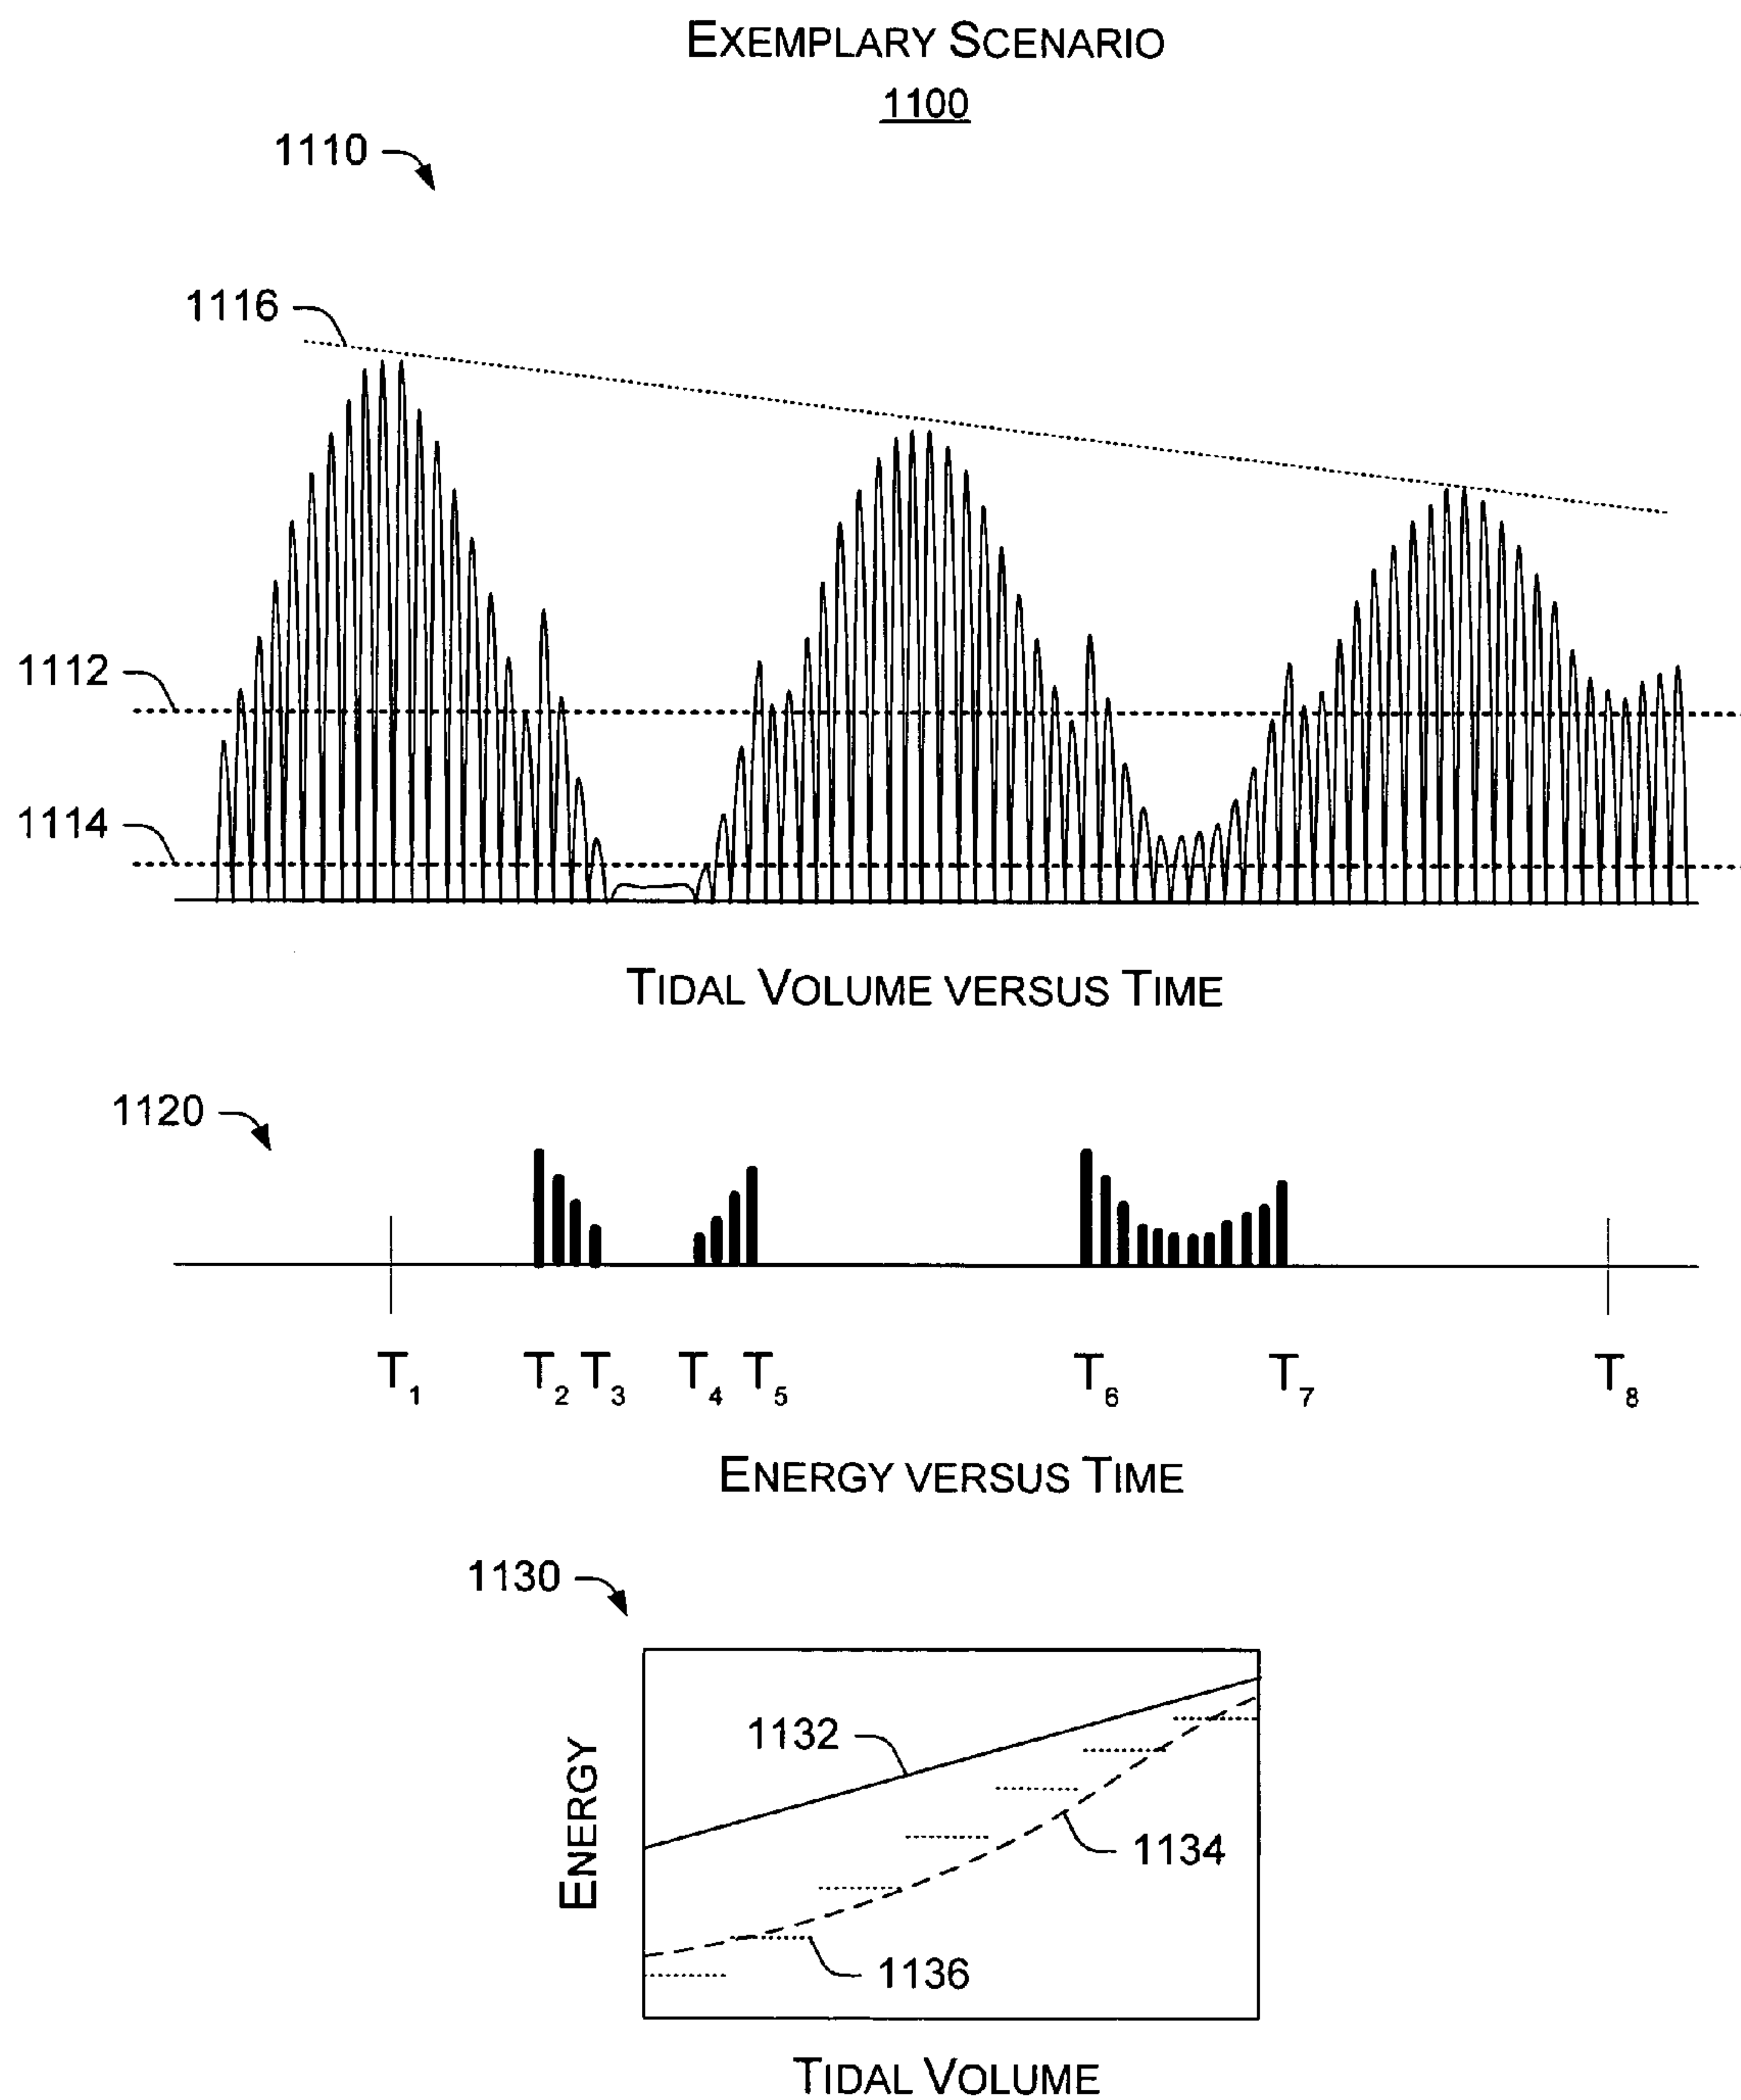 EXEMPLARY SCENARIO
1100
1110
1116
1112
1114
TIDAL VOLUME VERSUS TIME
1120
T1 T2 T3 T4 T5 T6 T7 T8
ENERGY VERSUS TIME
1130
1132
ENERGY
1134
1136
TIDAL VOLUME